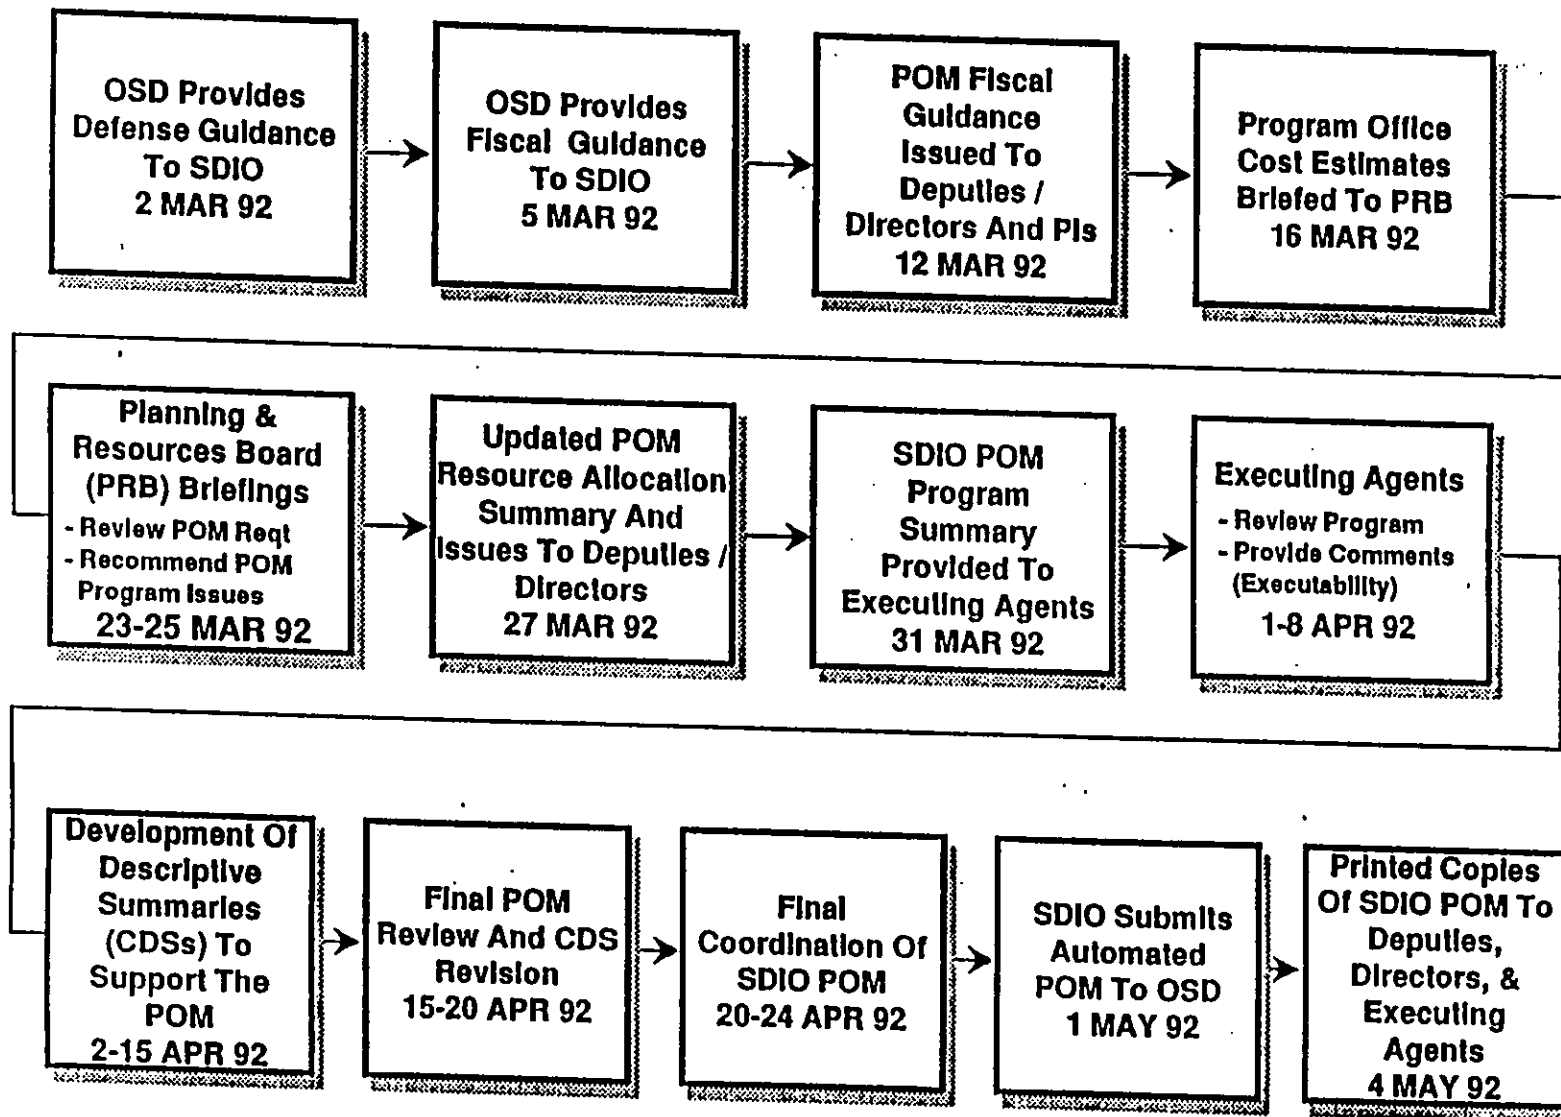 OSD Provides
Defense Guidance
To SDIO
2 MAR 92
OSD Provides
Fiscal Guidance
To SDIO
5 MAR 92
POM Fiscal
Guidance
Issued To
Deputies /
Directors And PIs
12 MAR 92
Program Office
Cost Estimates
Briefed To PRB
16 MAR 92
Planning &
Resources Board
(PRB) Briefings
- Review POM Reqt
- Recommend POM
Program Issues
23-25 MAR 92
Updated POM
Resource Allocation
Summary And
Issues To Deputies /
Directors
27 MAR 92
SDIO POM
Program
Summary
Provided To
Executing Agents
31 MAR 92
Executing Agents
- Review Program
- Provide Comments
(Executability)
1-8 APR 92
Development Of
Descriptive
Summaries
(CDSs) To
Support The
POM
2-15 APR 92
Final POM
Review And CDS
Revision
15-20 APR 92
Final
Coordination Of
SDIO POM
20-24 APR 92
SDIO Submits
Automated
POM To OSD
1 MAY 92
Printed Copies
Of SDIO POM To
Deputies,
Directors, &
Executing
Agents
4 MAY 92